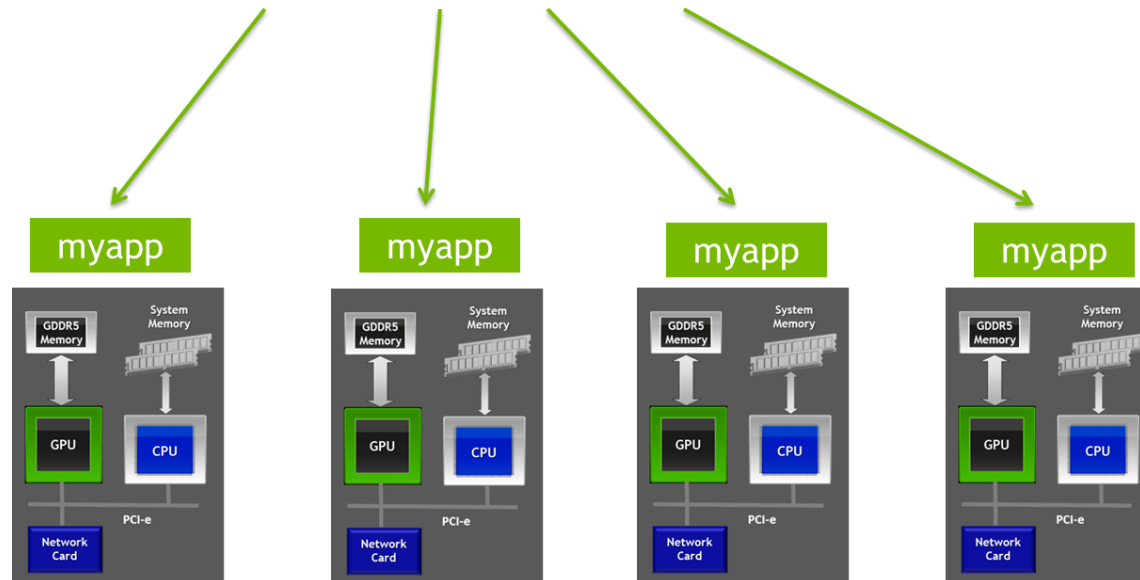 myapp
myapp
myapp
myapp
GDDR5
Memory
System
Memory
GPU
CPU
PCI-e
Network
Card
GDDR5
Memory
System
Memory
GPU
CPU
PCI-e
Network
Card
GDDR5
Memory
System
Memory
GPU
CPU
PCI-e
Network
Card
GDDR5
Memory
System
Memory
GPU
CPU
PCI-e
Network
Card